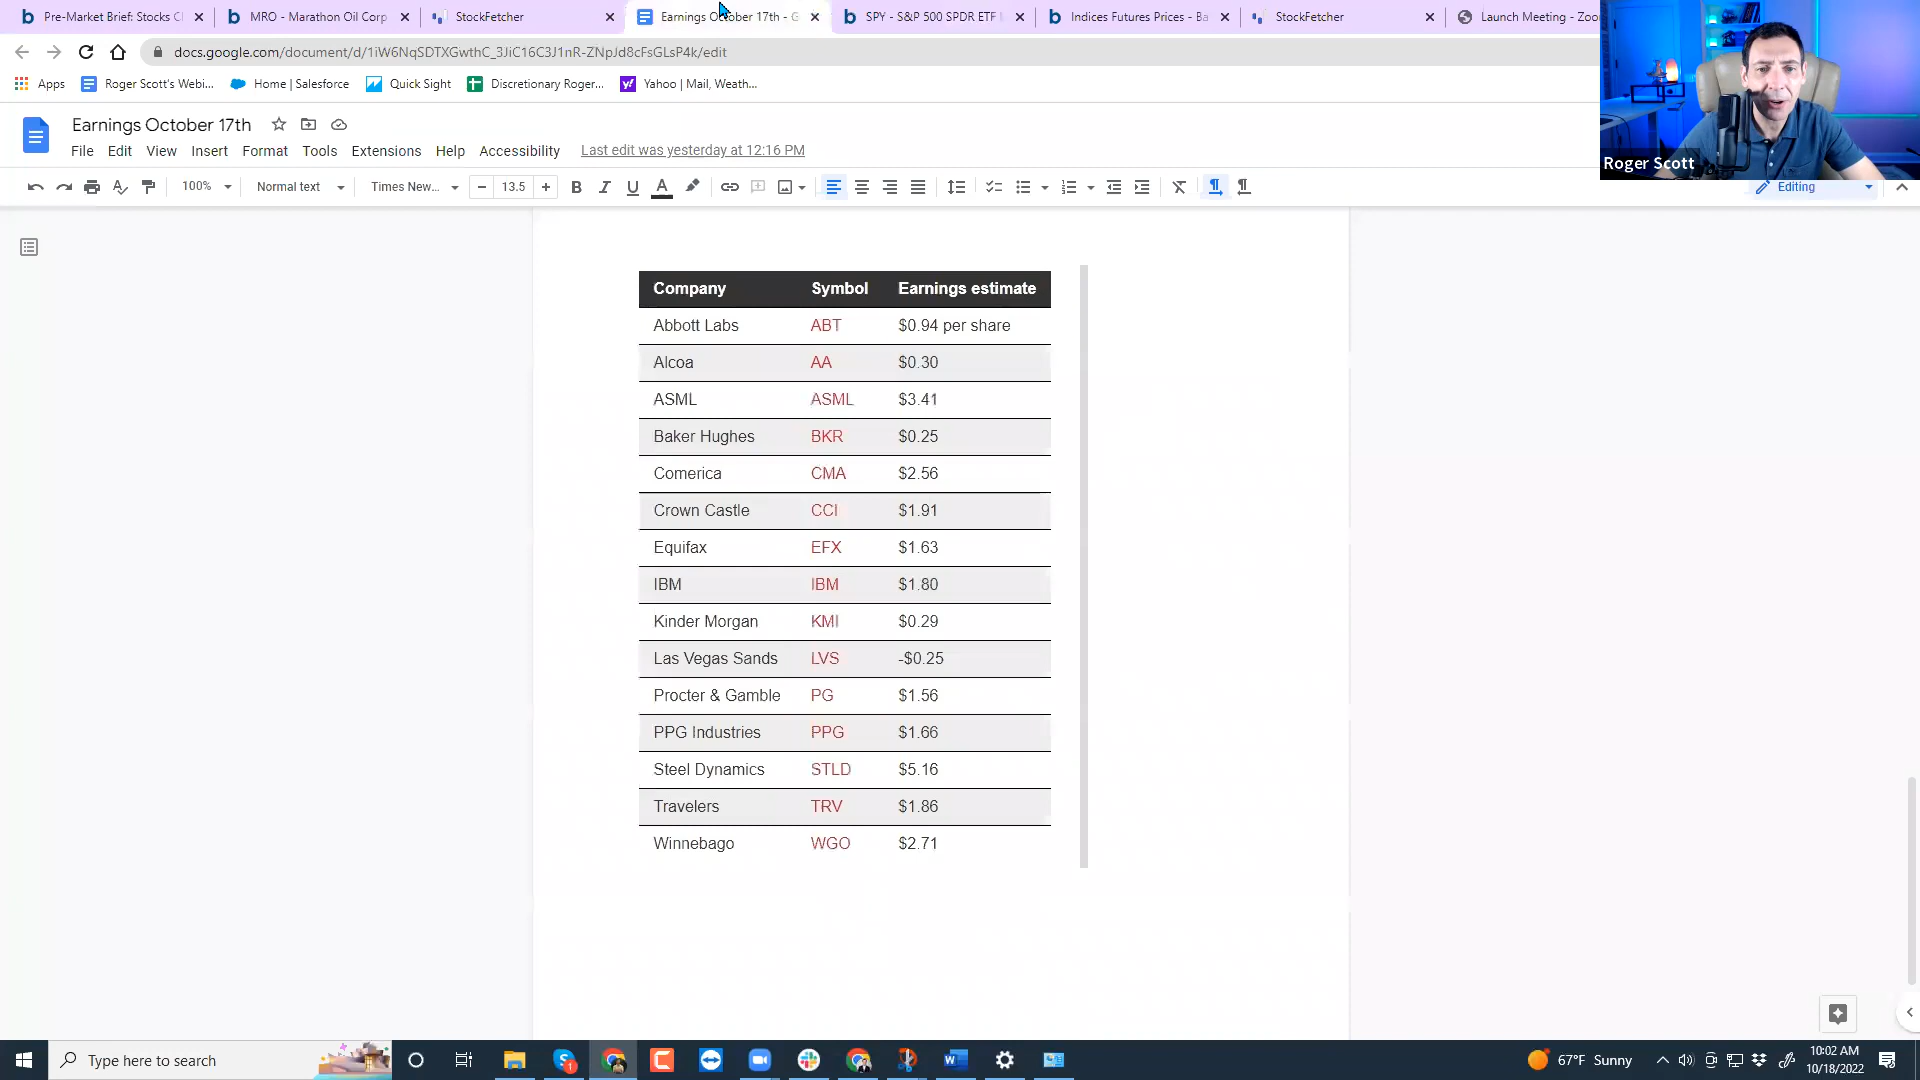 Pre-Market Brief: Stocks Cl
MRO - Marathon Oil Corp
StockFetcher
Earnings October 17th - G
SPY - S&P 500 SPDR ETF
Indices Futures Prices - Ba
StockFetcher
Launch Meeting - Zoo
docs.google.com/document/d/1iW6NqSDTXGwthC_3JiC16C3J1nR-ZNpJd8cFsGLsP4k/edit
Apps
Roger Scott's Webi...
Home | Salesforce
Quick Sight
Discretionary Roger...
Yahoo | Mail, Weath...
Earnings October 17th
File Edit View Insert Format Tools Extensions Help Accessibility
Last edit was yesterday at 12:16 PM
Roger Scott
100%
Normal text
Times New...
13.5
Editing
Company Symbol Earnings estimate
Abbott Labs ABT $0.94 per share
Alcoa AA $0.30
ASML ASML $3.41
Baker Hughes BKR $0.25
Comerica CMA $2.56
Crown Castle CCI $1.91
Equifax EFX $1.63
IBM IBM $1.80
Kinder Morgan KMI $0.29
Las Vegas Sands LVS -$0.25
Procter & Gamble PG $1.56
PPG Industries PPG $1.66
Steel Dynamics STLD $5.16
Travelers TRV $1.86
Winnebago WGO $2.71
Type here to search
67°F Sunny
10:02 AM
10/18/2022